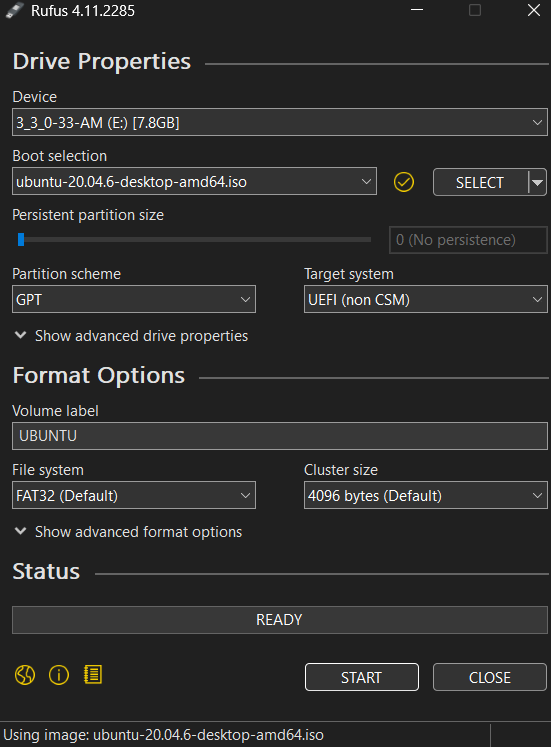 Rufus 4.11.2285
Drive Properties
Device
3_3_0-33-AM (E:) [7.8GB]
Boot selection
ubuntu-20.04.6-desktop-amd64.iso
SELECT
Persistent partition size
0 (No persistence)
Partition scheme
Target system
GPT
UEFI (non CSM)
Show advanced drive properties
Format Options
Volume label
UBUNTU
File system
Cluster size
FAT32 (Default)
4096 bytes (Default)
Show advanced format options
Status
READY
START
CLOSE
Using image: ubuntu-20.04.6-desktop-amd64.iso